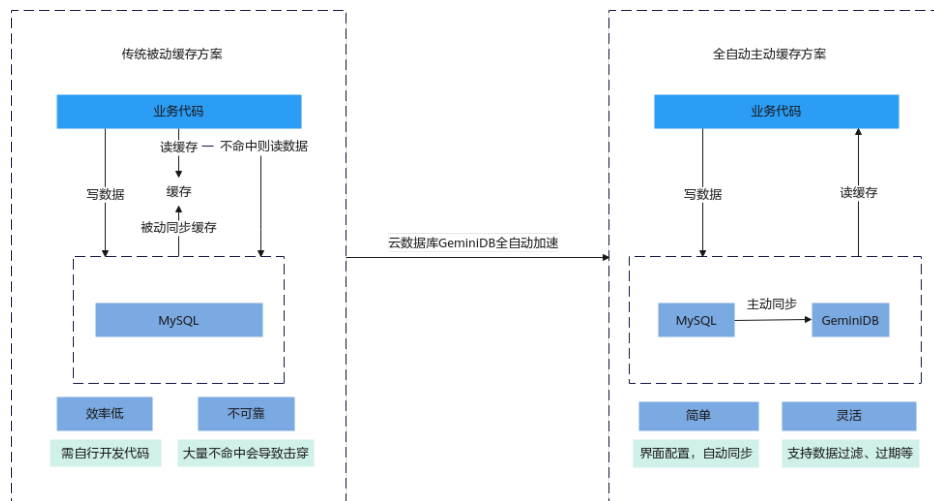 传统被动缓存方案
业务代码
读缓存 — 不命中则读数据
写数据
缓存
被动同步缓存
MySQL
效率低
不可靠
需自行开发代码
大量不命中会导致击穿
云数据库GeminiDB全自动加速
全自动主动缓存方案
业务代码
写数据
读缓存
主动同步
MySQL
GeminiDB
简单
灵活
界面配置，自动同步
支持数据过滤、过期等